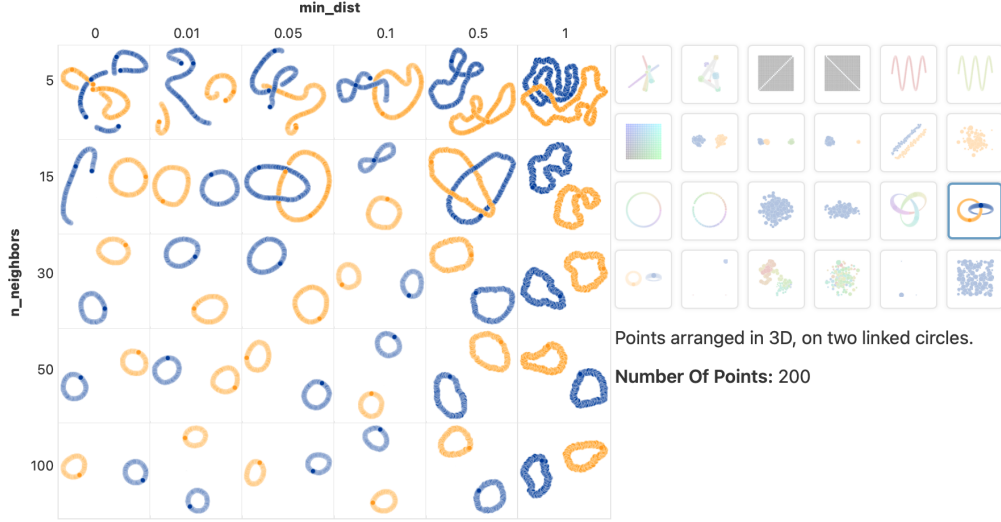 min_dist
0 0.01 0.05 0.1 0.5 1
n_neighbors
5
15
30
50
100
Points arranged in 3D, on two linked circles.
Number Of Points: 200